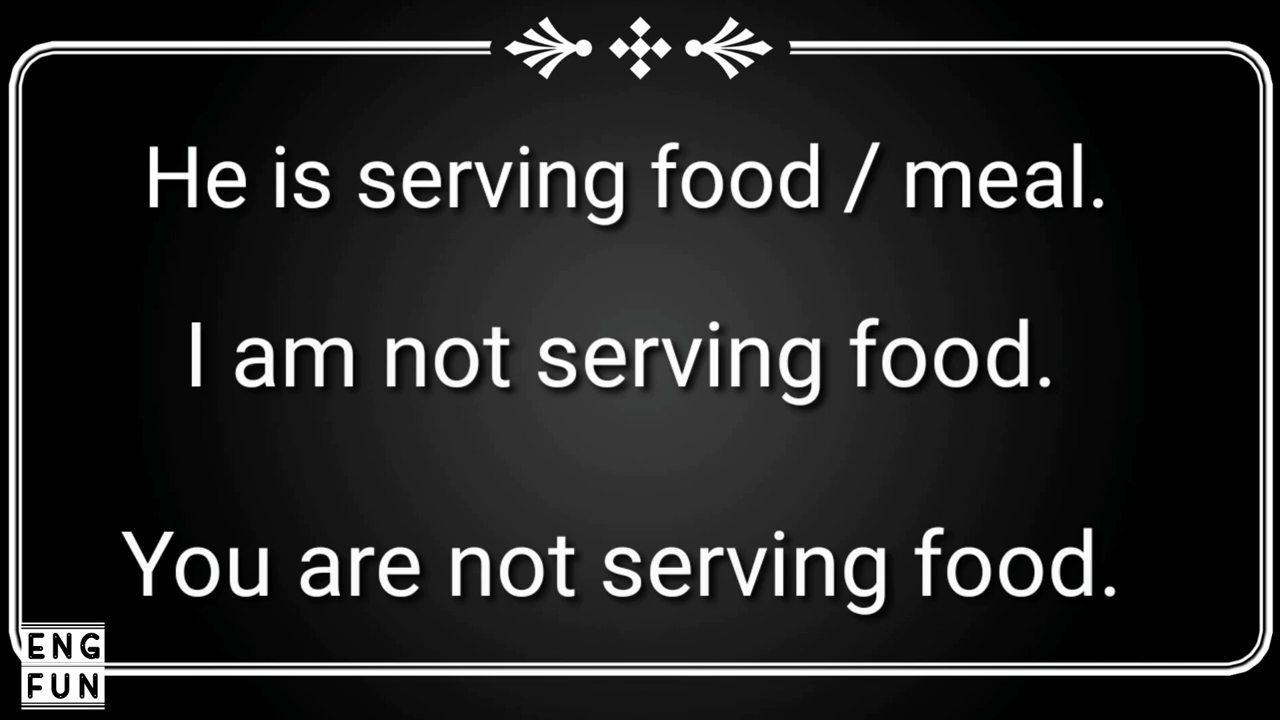 He is serving food / meal.
I am not serving food.
You are not serving food.
ENG
FUN